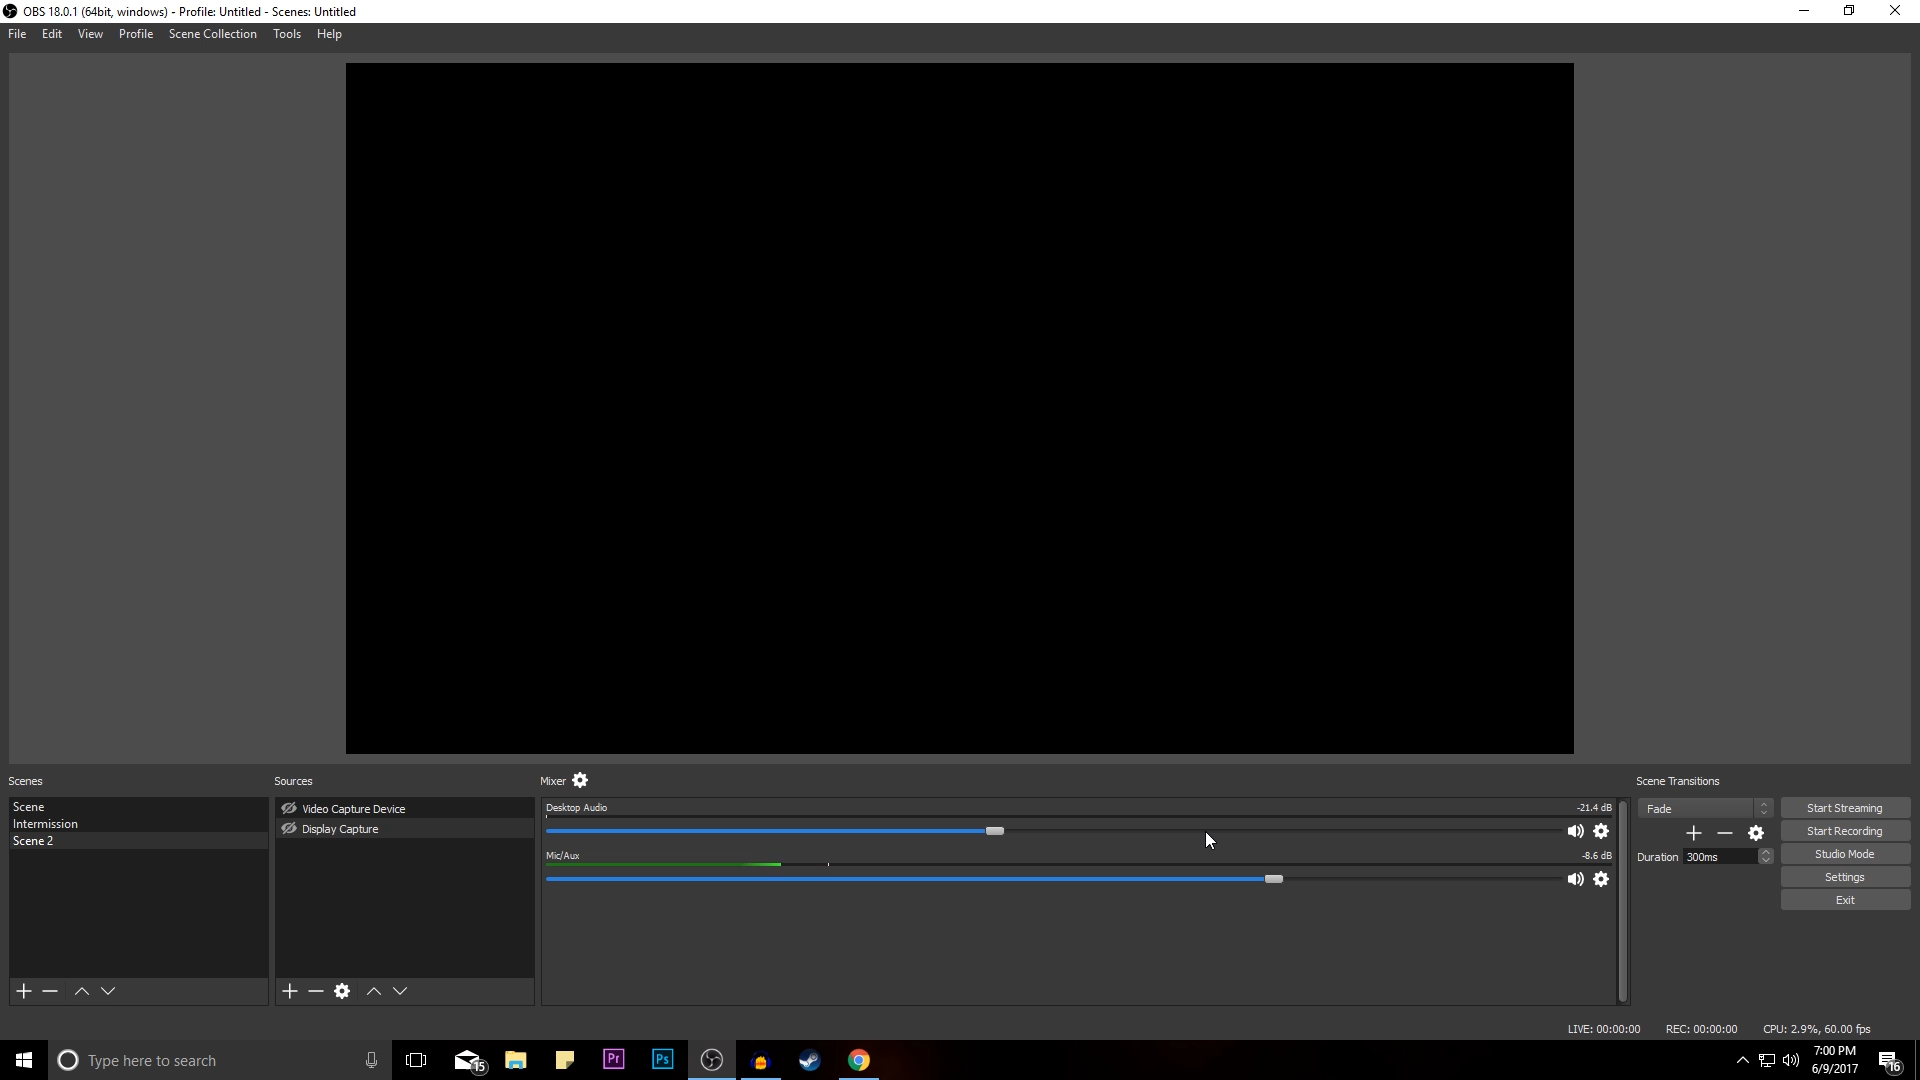 OBS 18.0.1 (64bit, windows) - Profile: Untitled - Scenes: Untitled
File Edit View Profile Scene Collection Tools Help
Scenes
Scene
Intermission
Scene 2
Sources
Video Capture Device
Display Capture
Mixer
Desktop Audio -21.4 dB
Mic/Aux -8.6 dB
Scene Transitions
Fade
Duration 300ms
Start Streaming
Start Recording
Studio Mode
Settings
Exit
LIVE: 00:00:00 REC: 00:00:00 CPU: 2.9%, 60.00 fps
Type here to search
15
Pr
Ps
7:00 PM
6/9/2017
16